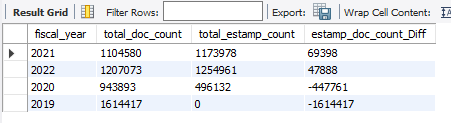 Result Grid Filter Rows: Export: Wrap Cell Content:
fiscal_year total_doc_count total_estamp_count estamp_doc_count_Diff
2021 1104580 1173978 69398
2022 1207073 1254961 47888
2020 943893 496132 -447761
2019 1614417 0 -1614417